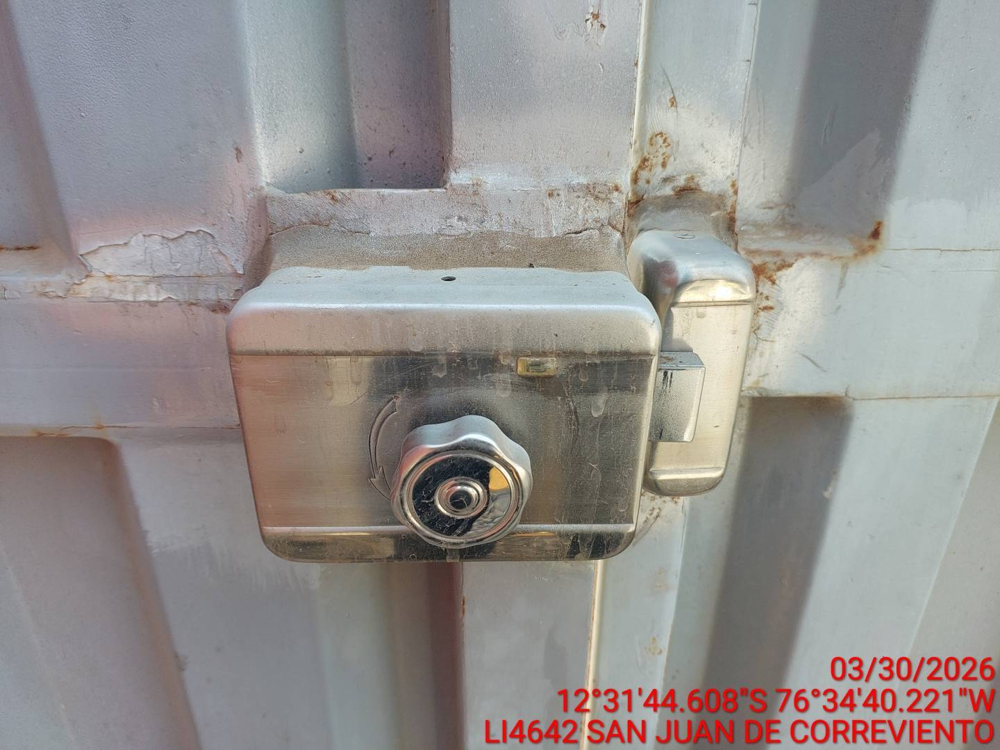 03/30/2026
12°31'44.608"S 76°34'40.221"W
LI4642 SAN JUAN DE CORREVIENTO